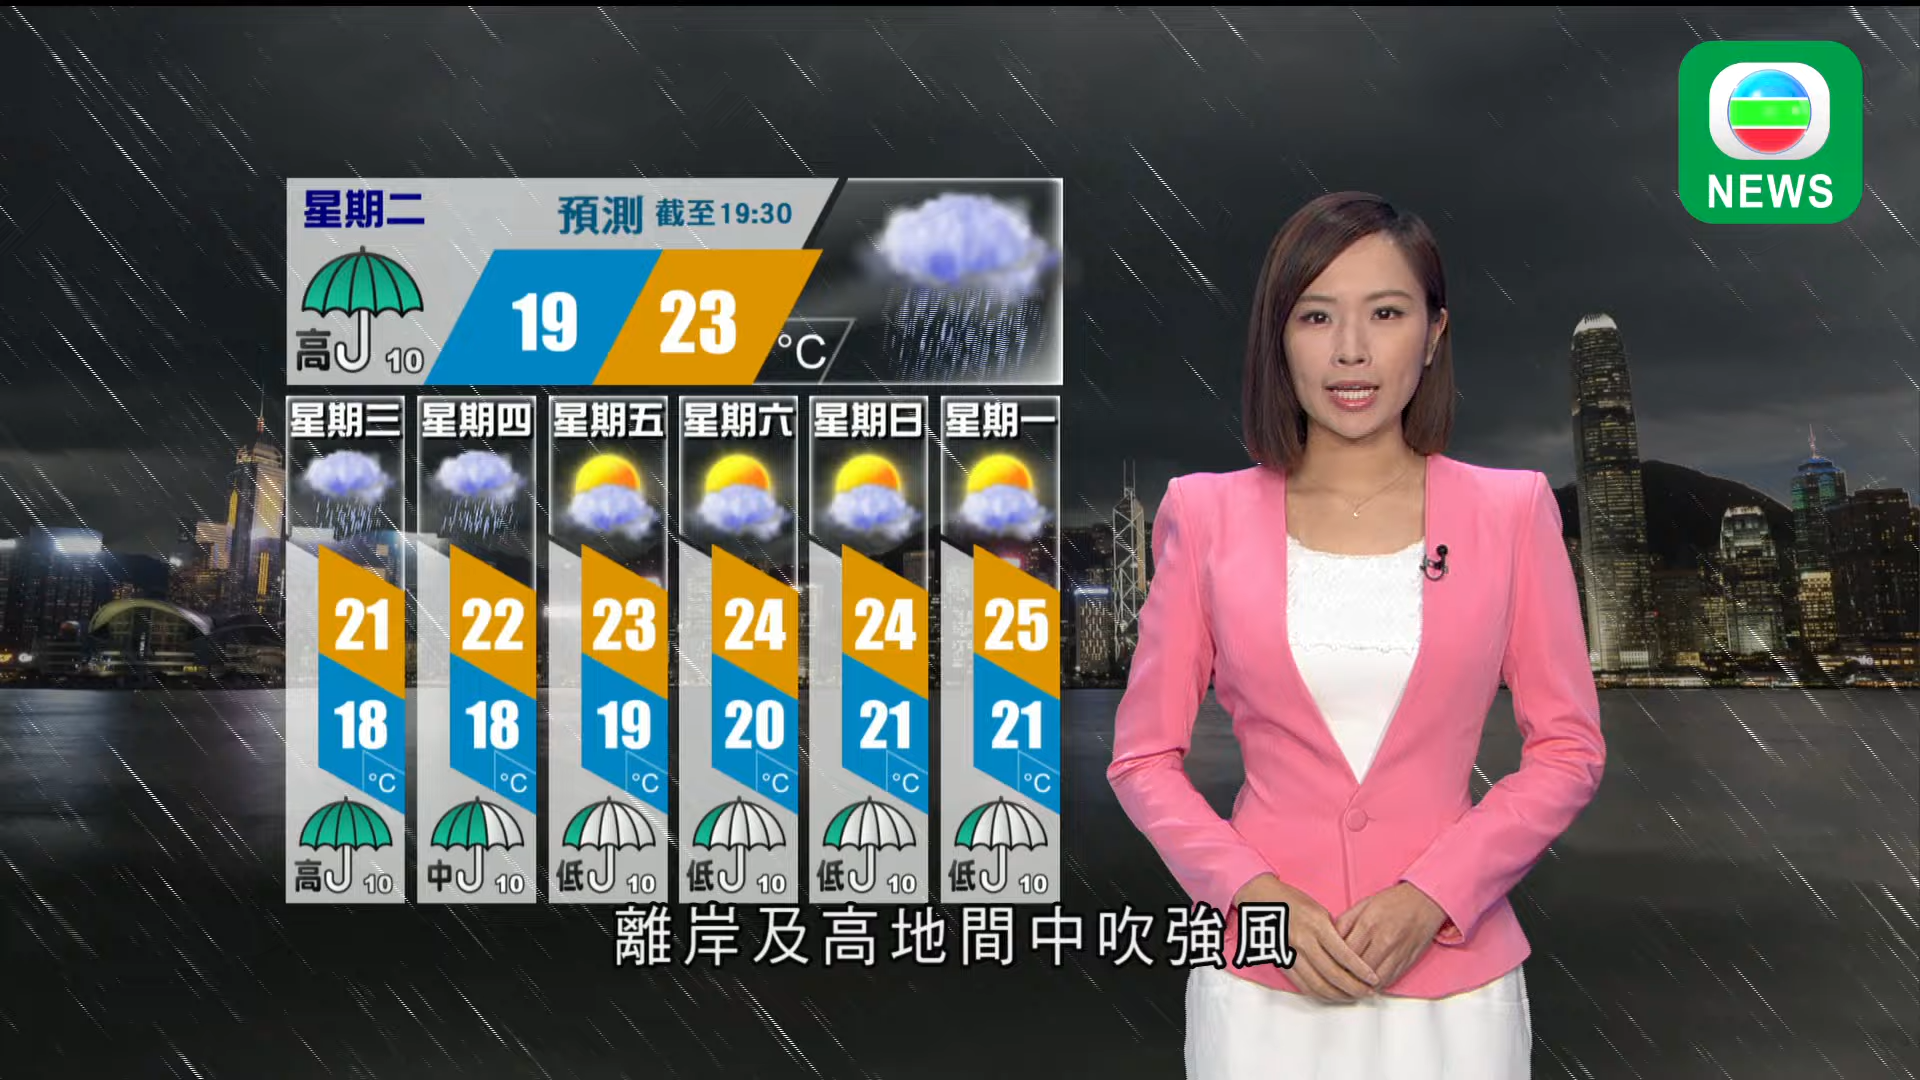 NEWS
星期二
預測 截至19:30
19 23 °C
高 10
星期三 星期四 星期五 星期六 星期日 星期一
21 22 23 24 24 25
18 18 19 20 21 21
°C °C °C °C °C °C
高 10 中 10 低 10 低 10 低 10 低 10
離岸及高地間中吹強風